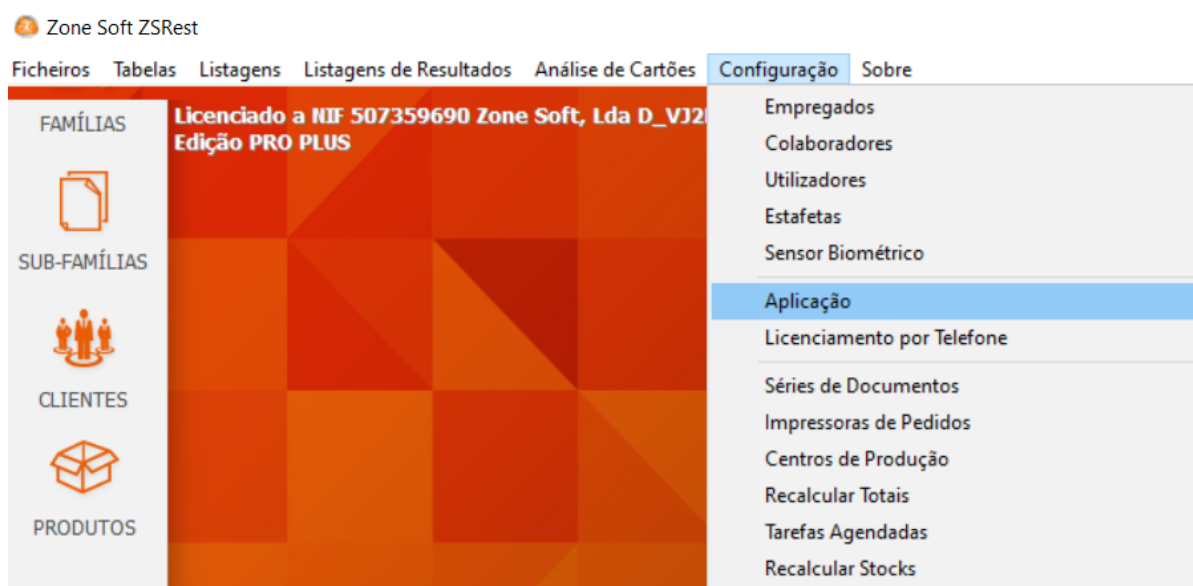 Zone Soft ZSRest
Ficheiros Tabelas Listagens Listagens de Resultados Análise de Cartões Configuração Sobre
FAMÍLIAS
SUB-FAMÍLIAS
CLIENTES
PRODUTOS
Licenciado a NIF 507359690 Zone Soft, Lda
Edição PRO PLUS
Empregados
Colaboradores
Utilizadores
Estafetas
Sensor Biométrico
Aplicação
Licenciamento por Telefone
Séries de Documentos
Impressoras de Pedidos
Centros de Produção
Recalcular Totais
Tarefas Agendadas
Recalcular Stocks